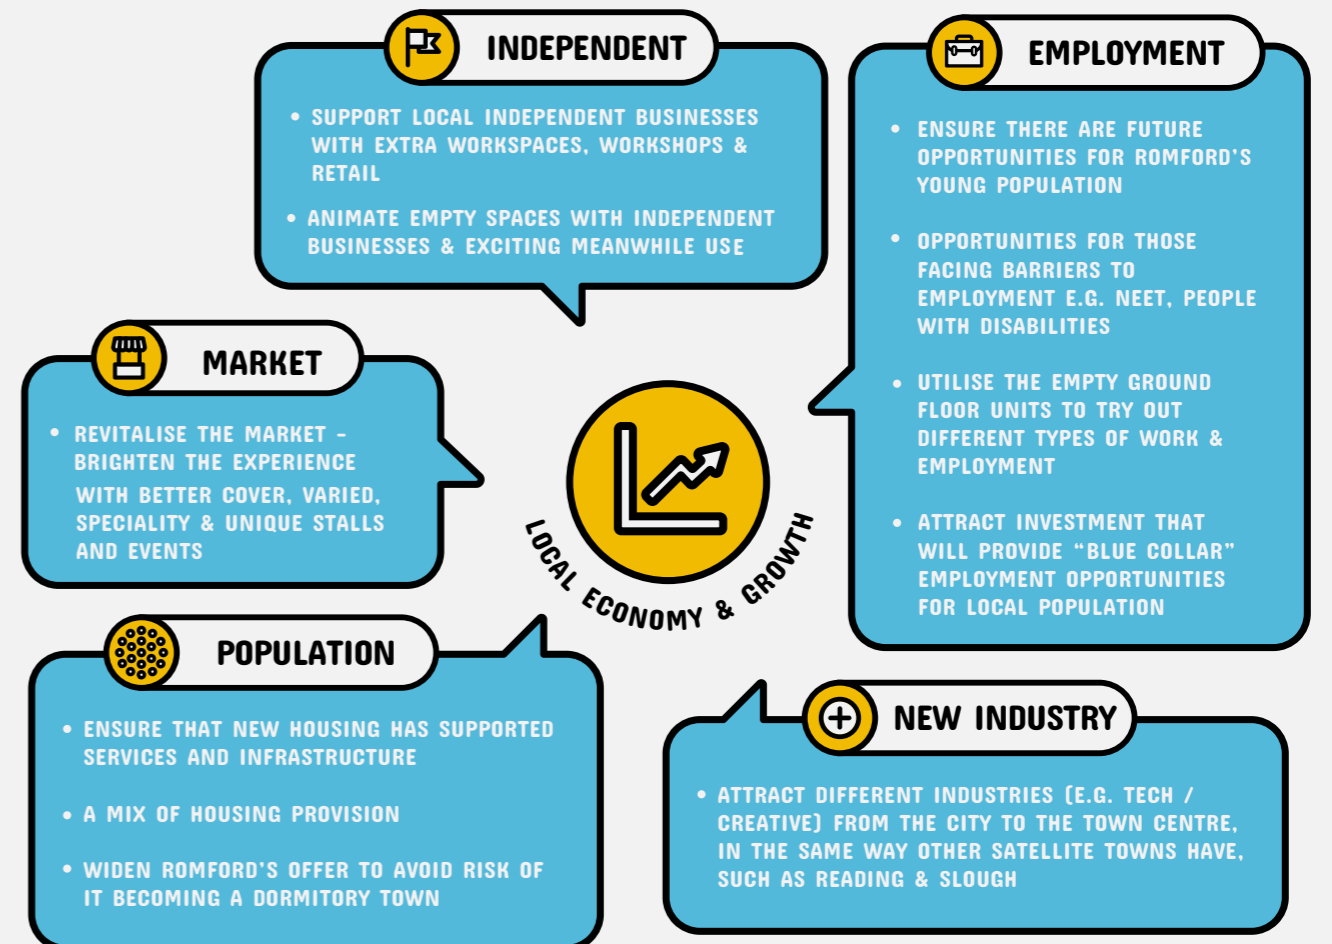 INDEPENDENT
• SUPPORT LOCAL INDEPENDENT BUSINESSES
WITH EXTRA WORKSPACES, WORKSHOPS &
RETAIL
• ANIMATE EMPTY SPACES WITH INDEPENDENT
BUSINESSES & EXCITING MEANWHILE USE
EMPLOYMENT
• ENSURE THERE ARE FUTURE
OPPORTUNITIES FOR ROMFORD'S
YOUNG POPULATION
• OPPORTUNITIES FOR THOSE
FACING BARRIERS TO
EMPLOYMENT E.G. NEET, PEOPLE
WITH DISABILITIES
• UTILISE THE EMPTY GROUND
FLOOR UNITS TO TRY OUT
DIFFERENT TYPES OF WORK &
EMPLOYMENT
• ATTRACT INVESTMENT THAT
WILL PROVIDE “BLUE COLLAR”
EMPLOYMENT OPPORTUNITIES
FOR LOCAL POPULATION
MARKET
• REVITALISE THE MARKET -
BRIGHTEN THE EXPERIENCE
WITH BETTER COVER, VARIED,
SPECIALITY & UNIQUE STALLS
AND EVENTS
LOCAL ECONOMY & GROWTH
POPULATION
• ENSURE THAT NEW HOUSING HAS SUPPORTED
SERVICES AND INFRASTRUCTURE
• A MIX OF HOUSING PROVISION
• WIDEN ROMFORD'S OFFER TO AVOID RISK OF
IT BECOMING A DORMITORY TOWN
NEW INDUSTRY
• ATTRACT DIFFERENT INDUSTRIES (E.G. TECH /
CREATIVE) FROM THE CITY TO THE TOWN CENTRE,
IN THE SAME WAY OTHER SATELLITE TOWNS HAVE,
SUCH AS READING & SLOUGH